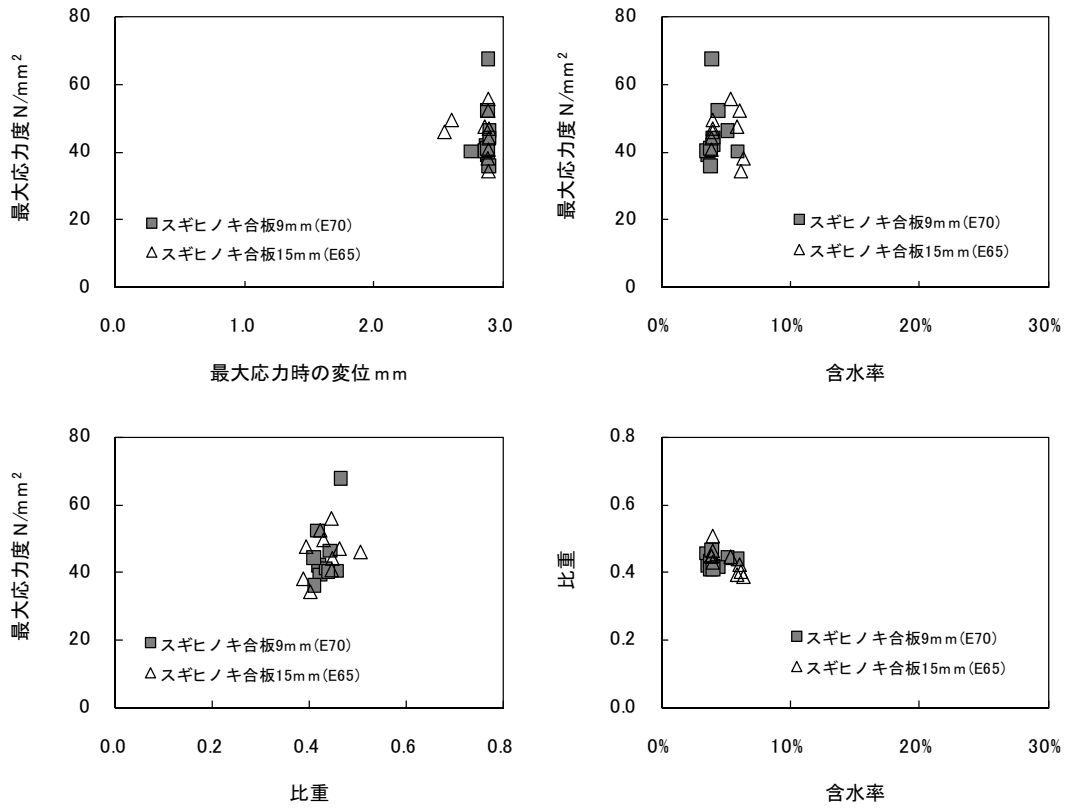 80
60
40
20
0
最大応力度 N/mm²
■ スギヒノキ合板9mm(E70)
△ スギヒノキ合板15mm(E65)
0.0 1.0 2.0 3.0
最大応力時の変位 mm
80
60
40
20
0
最大応力度 N/mm²
■ スギヒノキ合板9mm(E70)
△ スギヒノキ合板15mm(E65)
0% 10% 20% 30%
含水率
80
60
40
20
0
最大応力度 N/mm²
■ スギヒノキ合板9mm(E70)
△ スギヒノキ合板15mm(E65)
0.0 0.2 0.4 0.6 0.8
比重
0.8
0.6
0.4
0.2
0.0
比重
■ スギヒノキ合板9mm(E70)
△ スギヒノキ合板15mm(E65)
0% 10% 20% 30%
含水率